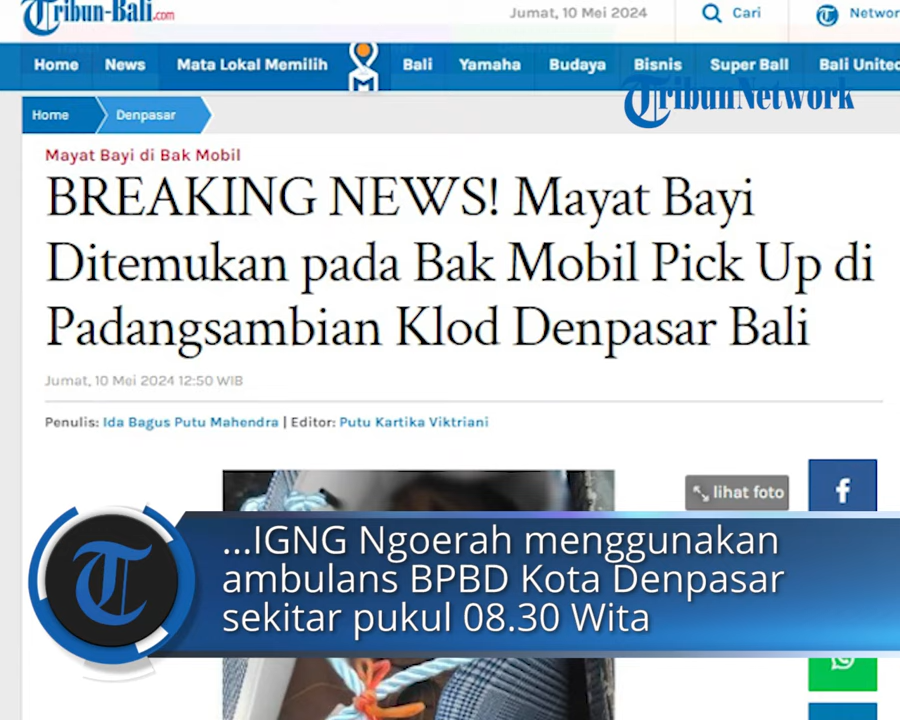 Tribun-Bali.com
Jumat, 10 Mei 2024
Cari
Networ
Home
News
Mata Lokal Memilih
M
Bali
Yamaha
Budaya
Bisnis
Super Ball
Bali United
TribunNetwork
Home
Denpasar
Mayat Bayi di Bak Mobil
BREAKING NEWS! Mayat Bayi
Ditemukan pada Bak Mobil Pick Up di
Padangsambian Klod Denpasar Bali
Jumat, 10 Mei 2024 12:50 WIB
Penulis: Ida Bagus Putu Mahendra | Editor: Putu Kartika Viktriani
lihat foto
f
...IGNG Ngoerah menggunakan
ambulans BPBD Kota Denpasar
sekitar pukul 08.30 Wita
T